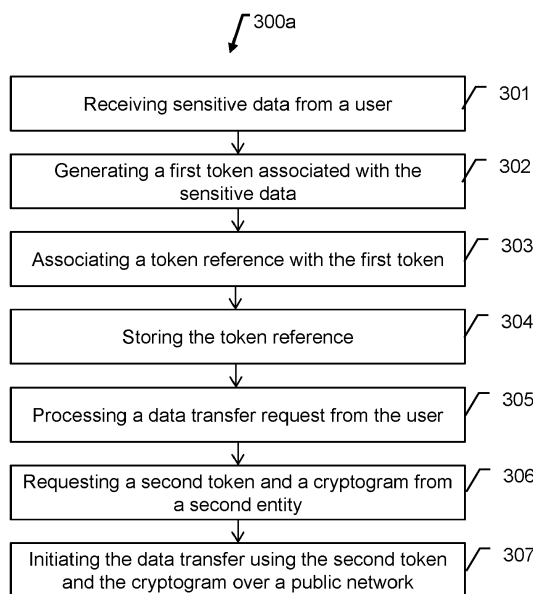 300a
Receiving sensitive data from a user
301
Generating a first token associated with the
sensitive data
302
Associating a token reference with the first token
303
Storing the token reference
304
Processing a data transfer request from the user
305
Requesting a second token and a cryptogram from
a second entity
306
Initiating the data transfer using the second token
and the cryptogram over a public network
307